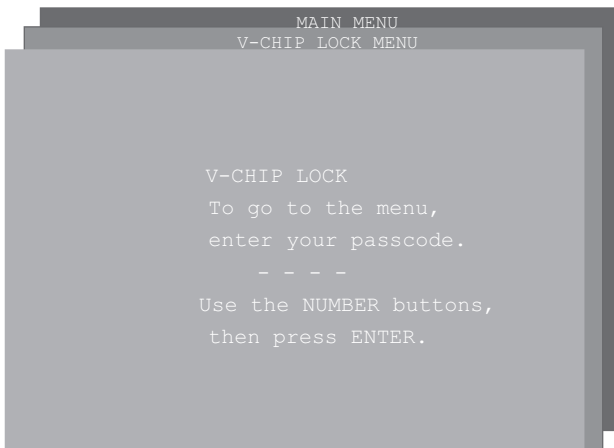 MAIN MENU
V-CHIP LOCK MENU
V-CHIP LOCK
To go to the menu,
enter your passcode.
- - - -
Use the NUMBER buttons,
then press ENTER.